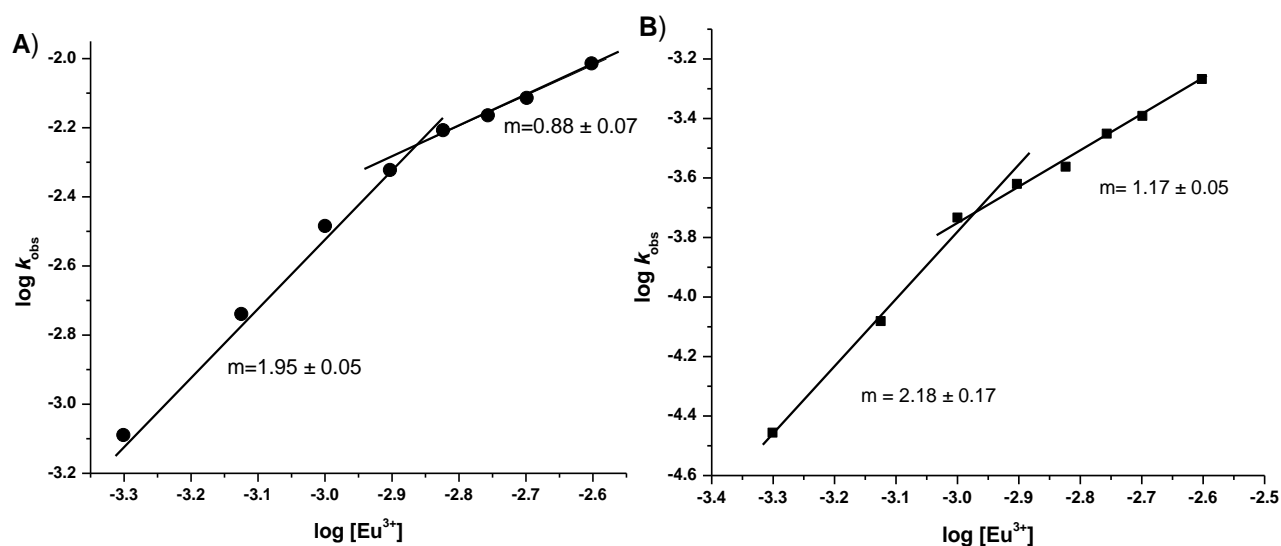 A)
-2.0
-2.2
-2.4
-2.6
-2.8
-3.0
-3.2
log k_obs
m=0.88 ± 0.07
m=1.95 ± 0.05
-3.3 -3.2 -3.1 -3.0 -2.9 -2.8 -2.7 -2.6
log [Eu³⁺]
B)
-3.2
-3.4
-3.6
-3.8
-4.0
-4.2
-4.4
-4.6
log k_obs
m= 1.17 ± 0.05
m = 2.18 ± 0.17
-3.4 -3.3 -3.2 -3.1 -3.0 -2.9 -2.8 -2.7 -2.6 -2.5
log [Eu³⁺]